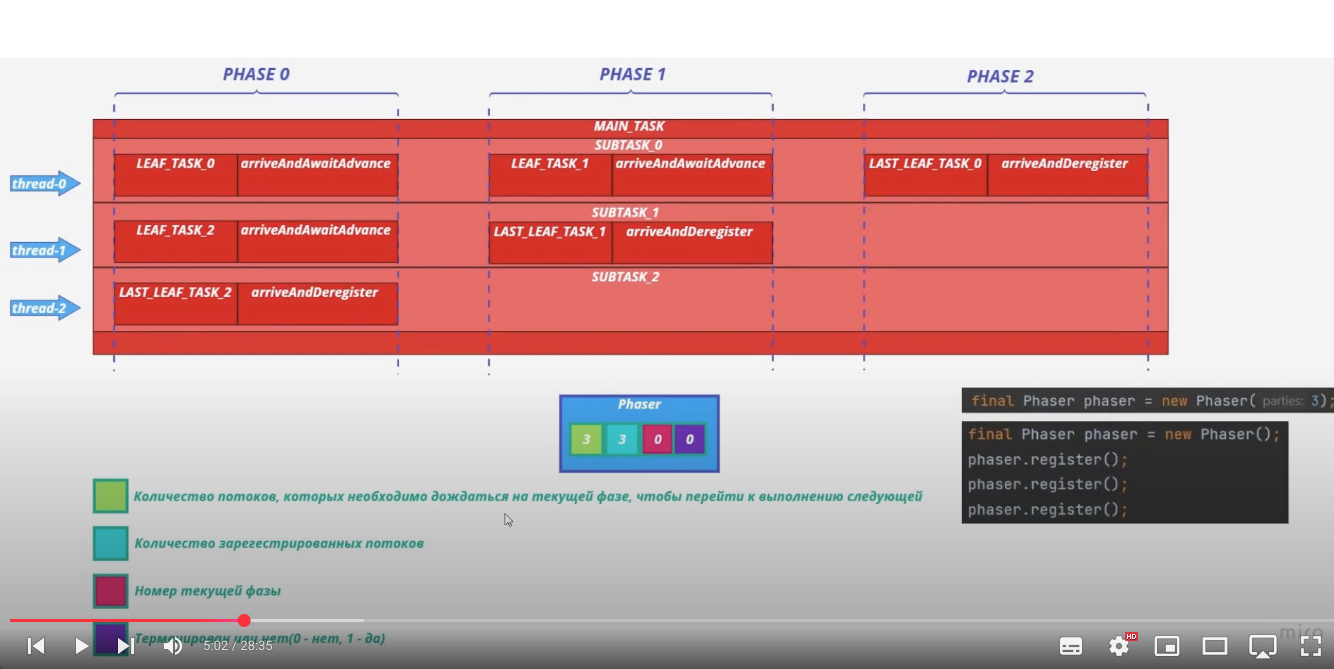 PHASE 0
PHASE 1
PHASE 2
MAIN_TASK
SUBTASK_0
thread-0
LEAF_TASK_0
arriveAndAwaitAdvance
LEAF_TASK_1
arriveAndAwaitAdvance
LAST_LEAF_TASK_0
arriveAndDeregister
SUBTASK_1
thread-1
LEAF_TASK_2
arriveAndAwaitAdvance
LAST_LEAF_TASK_1
arriveAndDeregister
SUBTASK_2
thread-2
LAST_LEAF_TASK_2
arriveAndDeregister
Phaser
3 3 0 0
final Phaser phaser = new Phaser( parties: 3);
final Phaser phaser = new Phaser();
phaser.register();
phaser.register();
phaser.register();
Количество потоков, которых необходимо дождаться на текущей фазе, чтобы перейти к выполнению следующей
Количество зарегестрированных потоков
Номер текущей фазы
Терминирован или нет(0 - нет, 1 - да)
5:02 / 28:35
HD
miro